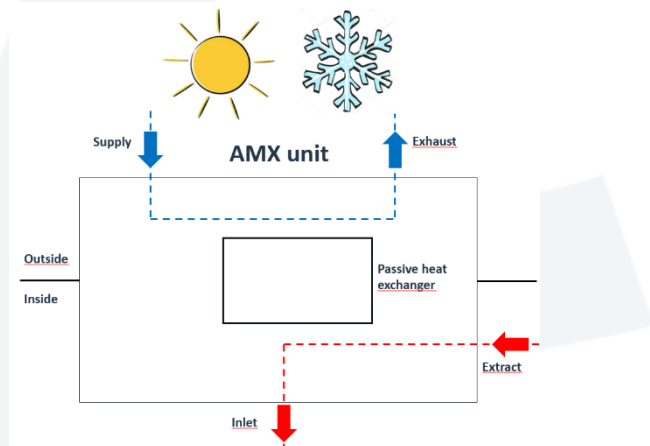 Supply
Exhaust
AMX unit
Outside
Inside
Passive heat
exchanger
Extract
Inlet